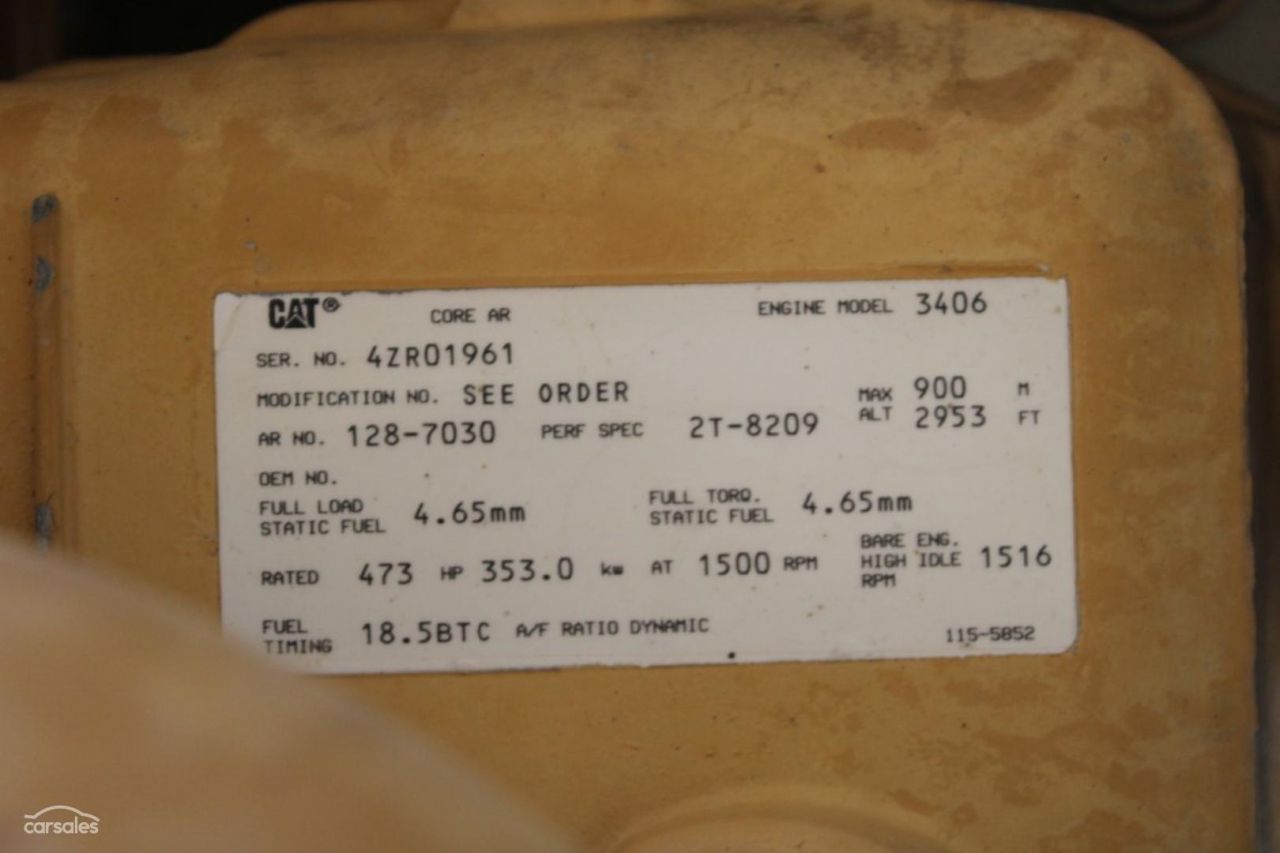 CAT® CORE AR ENGINE MODEL 3406
SER. NO. 4ZR01961
MODIFICATION NO. SEE ORDER MAX 900 M
AR NO. 128-7030 PERF SPEC 2T-8209 ALT 2953 FT
OEM NO.
FULL LOAD STATIC FUEL 4.65mm FULL TORQ. STATIC FUEL 4.65mm
RATED 473 HP 353.0 kw AT 1500 RPM BARE ENG. HIGH IDLE RPM 1516
FUEL TIMING 18.5BTC A/F RATIO DYNAMIC 115-5852
carsales